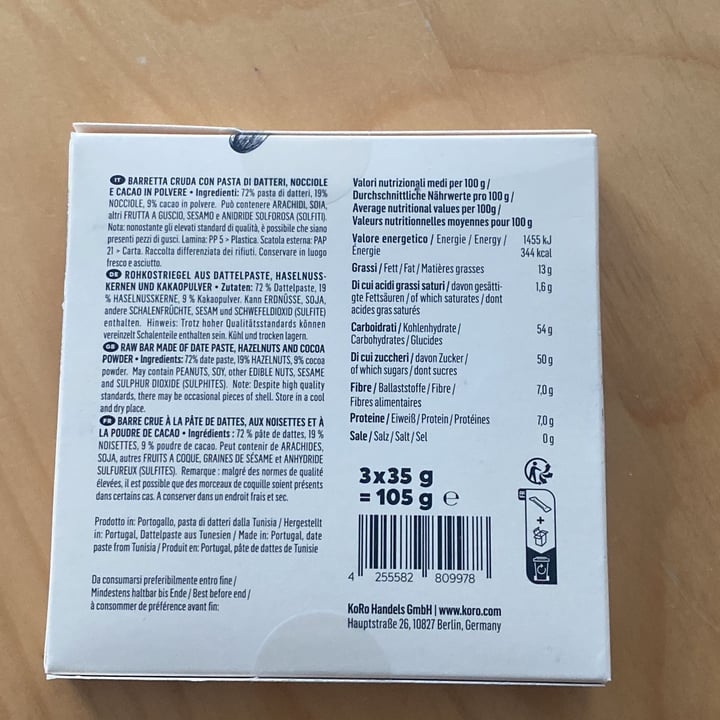 IT BARRETTA CRUDA CON PASTA DI DATTERI, NOCCIOLE
E CACAO IN POLVERE • Ingredienti: 72% pasta di datteri, 19%
NOCCIOLE, 9% cacao in polvere. Può contenere ARACHIDI, SOIA,
altri FRUTTA A GUSCIO, SESAMO e ANIDRIDE SOLFOROSA (SOLFITI).
Nota: nonostante gli elevati standard di qualità, è possibile che siano
presenti pezzi di gusci. Lamina: PP 5 > Plastica. Scatola esterna: PAP
21 > Carta. Raccolta differenziata dei rifiuti. Conservare in luogo
fresco e asciutto.
DE ROHKOSTRIEGEL AUS DATTELPASTE, HASELNUSS-
KERNEN UND KAKAOPULVER • Zutaten: 72 % Dattelpaste, 19
% HASELNUSSKERNE, 9 % Kakaopulver. Kann ERDNÜSSE, SOJA,
andere SCHALENFRÜCHTE, SESAM und SCHWEFELDIOXID (SULFITE)
enthalten. Hinweis: Trotz hoher Qualitätsstandards können
vereinzelt Schalenteile enthalten sein. Kühl und trocken lagern.
GB RAW BAR MADE OF DATE PASTE, HAZELNUTS AND COCOA
POWDER • Ingredients: 72% date paste, 19% HAZELNUTS, 9% cocoa
powder. May contain PEANUTS, SOY, other EDIBLE NUTS, SESAME
and SULPHUR DIOXIDE (SULPHITES). Note: Despite high quality
standards, there may be occasional pieces of shell. Store in a cool
and dry place.
FR BARRE CRUE À LA PÂTE DE DATTES, AUX NOISETTES ET À
LA POUDRE DE CACAO • Ingrédients : 72 % pâte de dattes, 19 %
NOISETTES, 9 % poudre de cacao. Peut contenir de ARACHIDES,
SOJA, autres FRUITS A COQUE, GRAINES DE SÉSAME et ANHYDRIDE
SULFUREUX (SULFITES). Remarque : malgré des normes de qualité
élevées, il est possible que des morceaux de coquille soient présents
dans certains cas. A conserver dans un endroit frais et sec.
Prodotto in: Portogallo, pasta di datteri dalla Tunisia / Hergestellt
in: Portugal, Dattelpaste aus Tunesien / Made in: Portugal, date
paste from Tunisia / Produit en: Portugal, pâte de dattes de Tunisie
Da consumarsi preferibilmente entro fine /
Mindestens haltbar bis Ende / Best before end /
à consommer de préférence avant fin:
Valori nutrizionali medi per 100 g /
Durchschnittliche Nährwerte pro 100 g /
Average nutritional values per 100g /
Valeurs nutritionnelles moyennes pour 100 g
Valore energetico / Energie / Energy / 1455 kJ
Énergie 344 kcal
Grassi / Fett / Fat / Matières grasses 13 g
Di cui acidi grassi saturi / davon gesätti- 1,6 g
gte Fettsäuren / of which saturates / dont
acides gras saturés
Carboidrati / Kohlenhydrate / 54 g
Carbohydrates / Glucides
Di cui zuccheri / davon Zucker / 50 g
of which sugars / dont sucres
Fibre / Ballaststoffe / Fibre / 7,0 g
Fibres alimentaires
Proteine / Eiweiß / Protein / Protéines 7,0 g
Sale / Salz / Salt / Sel 0 g
3x35 g
= 105 g e
+
4 255582 809978
KoRo Handels GmbH | www.koro.com
Hauptstraße 26, 10827 Berlin, Germany